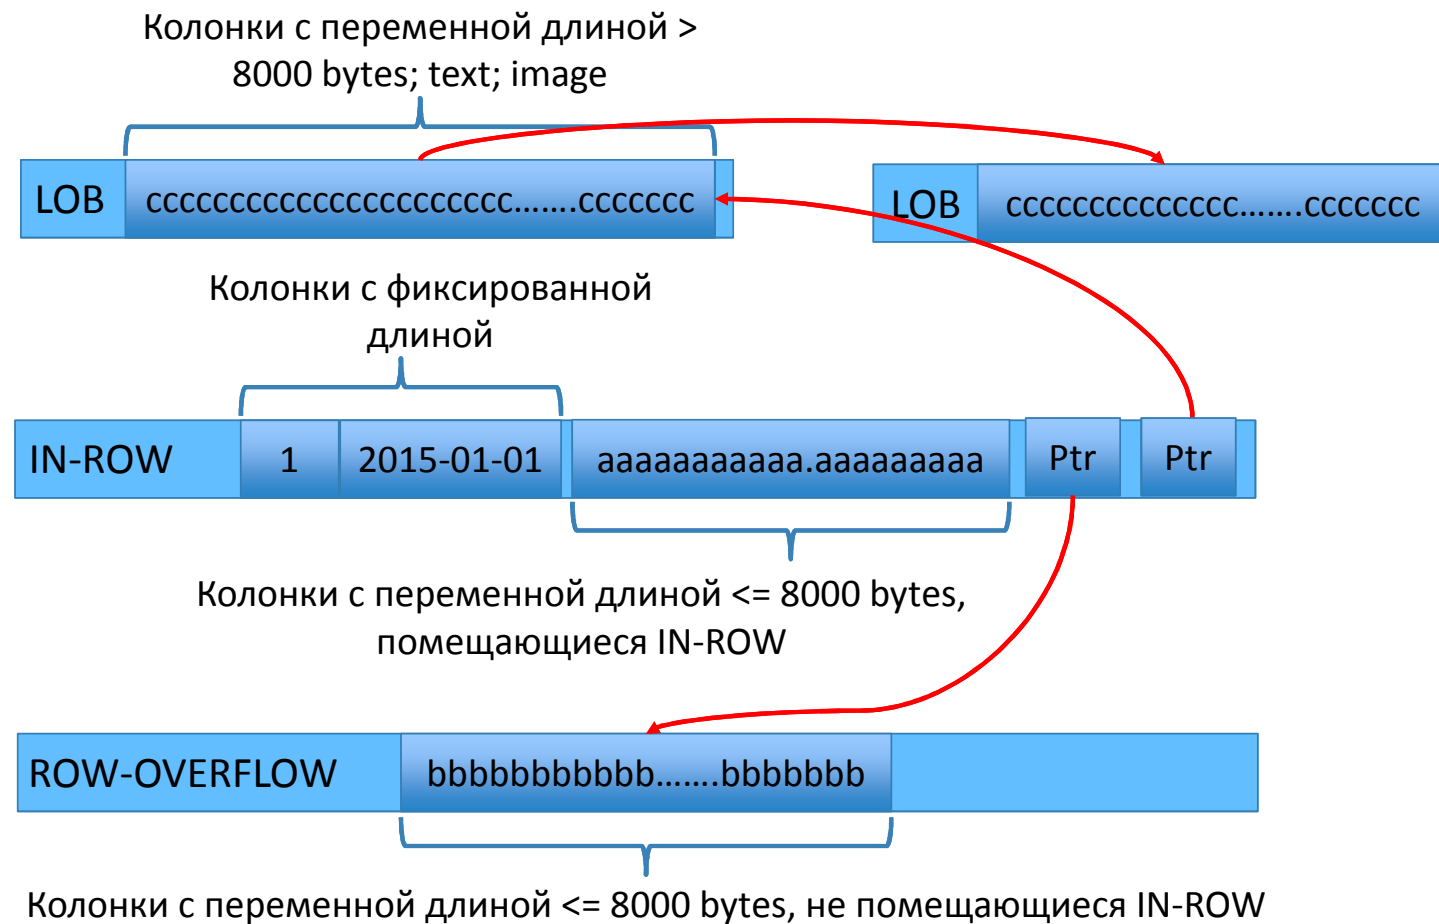 Колонки с переменной длиной >
8000 bytes; text; image
LOB cccccccccccccccccccccc…….ccccccc
LOB cccccccccccccc…….ccccccc
Колонки с фиксированной
длиной
IN-ROW 1 2015-01-01 aaaaaaaaaaa.aaaaaaaaa Ptr Ptr
Колонки с переменной длиной <= 8000 bytes,
помещающиеся IN-ROW
ROW-OVERFLOW bbbbbbbbbbb…….bbbbbbb
Колонки с переменной длиной <= 8000 bytes, не помещающиеся IN-ROW